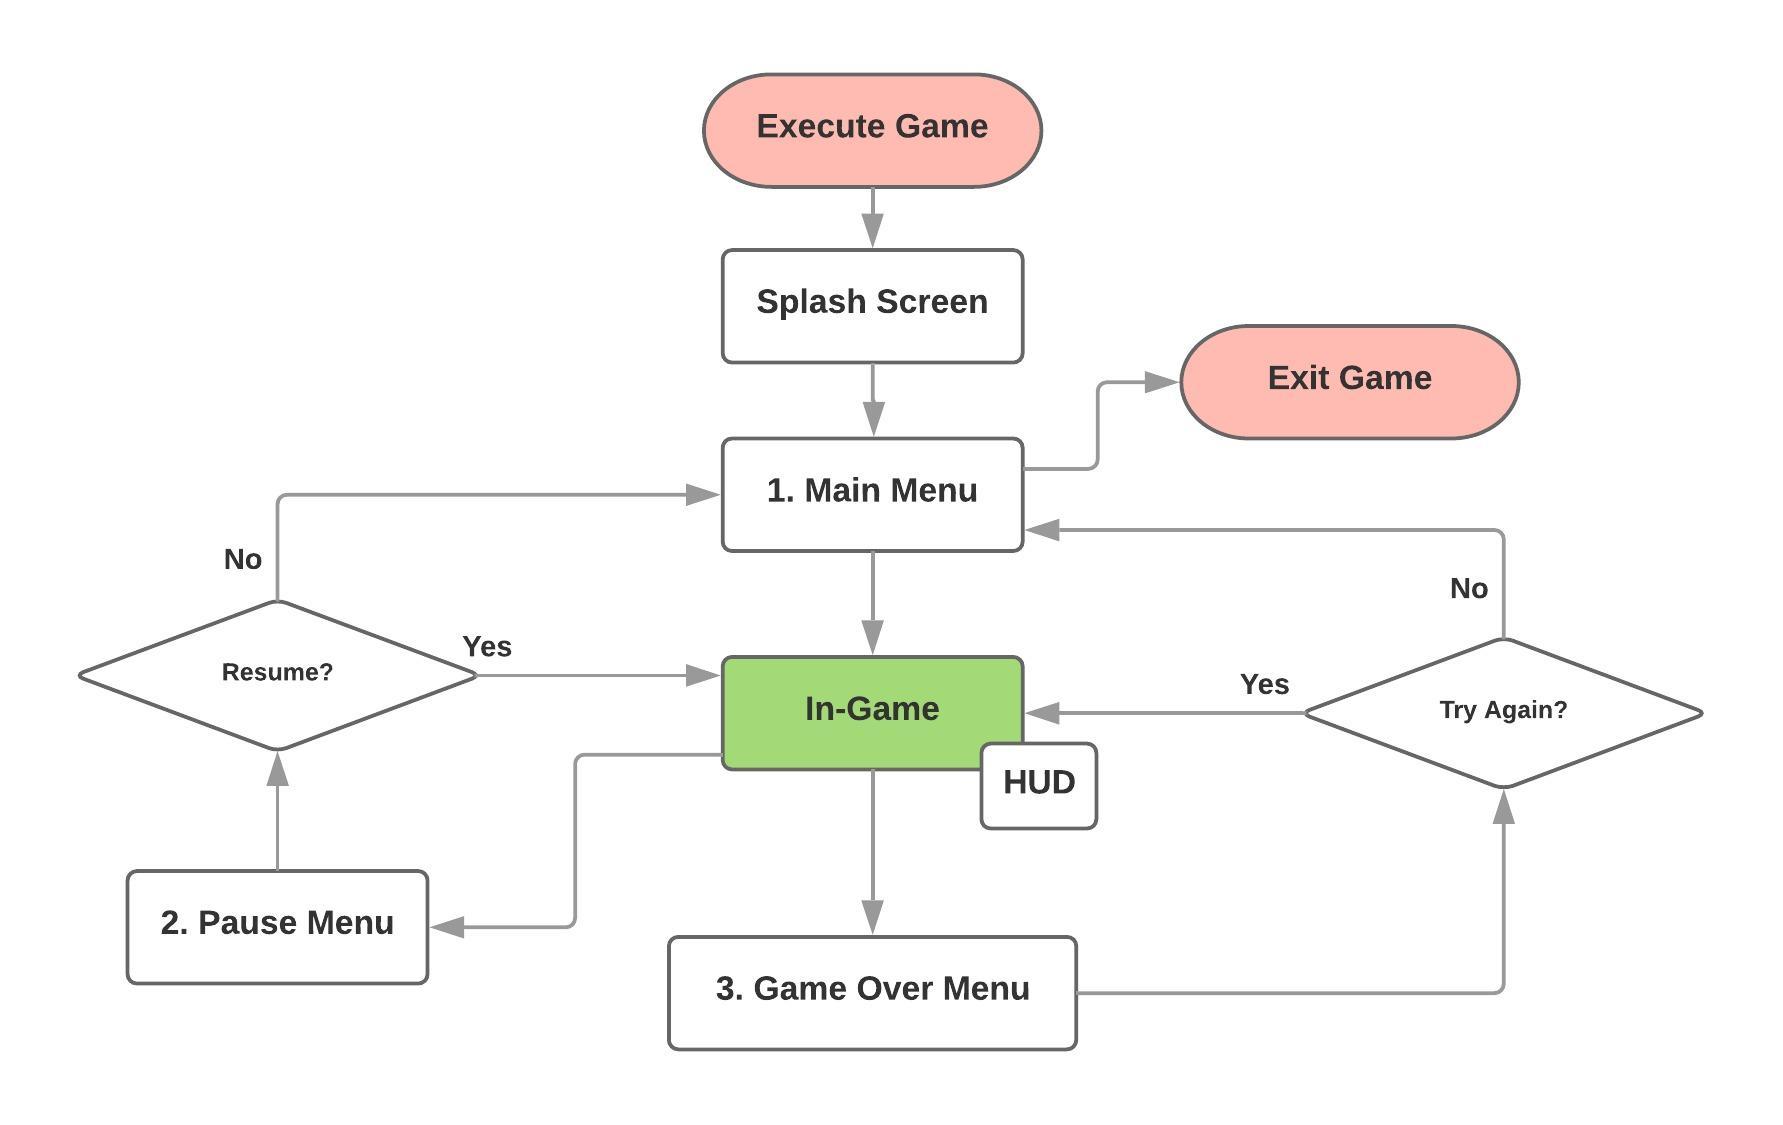 Execute Game
Splash Screen
Exit Game
1. Main Menu
No
No
Resume?
Yes
In-Game
Yes
Try Again?
HUD
2. Pause Menu
3. Game Over Menu